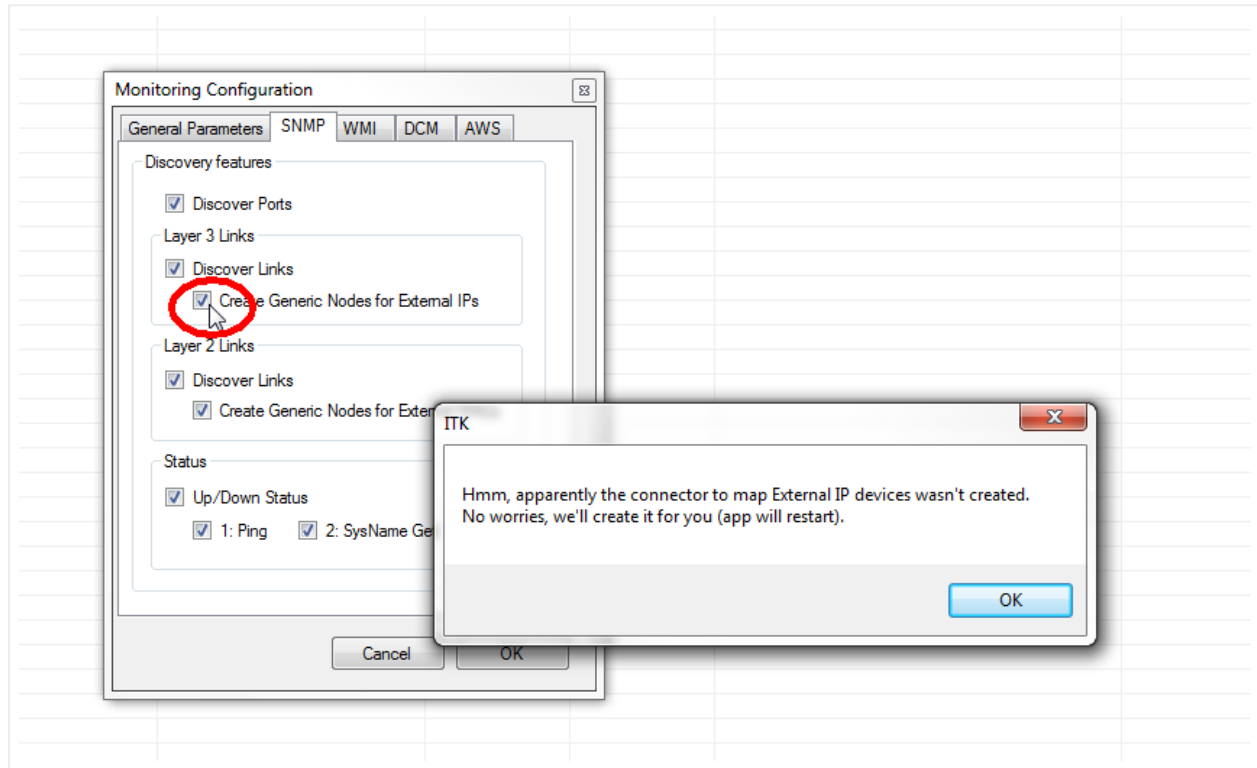 Monitoring Configuration
General Parameters SNMP WMI DCM AWS
Discovery features
Discover Ports
Layer 3 Links
Discover Links
Create Generic Nodes for External IPs
Layer 2 Links
Discover Links
Create Generic Nodes for
Status
Up/Down Status
1: Ping 2: SysName
Cancel OK
ITK
Hmm, apparently the connector to map External IP devices wasn't created.
No worries, we'll create it for you (app will restart).
OK